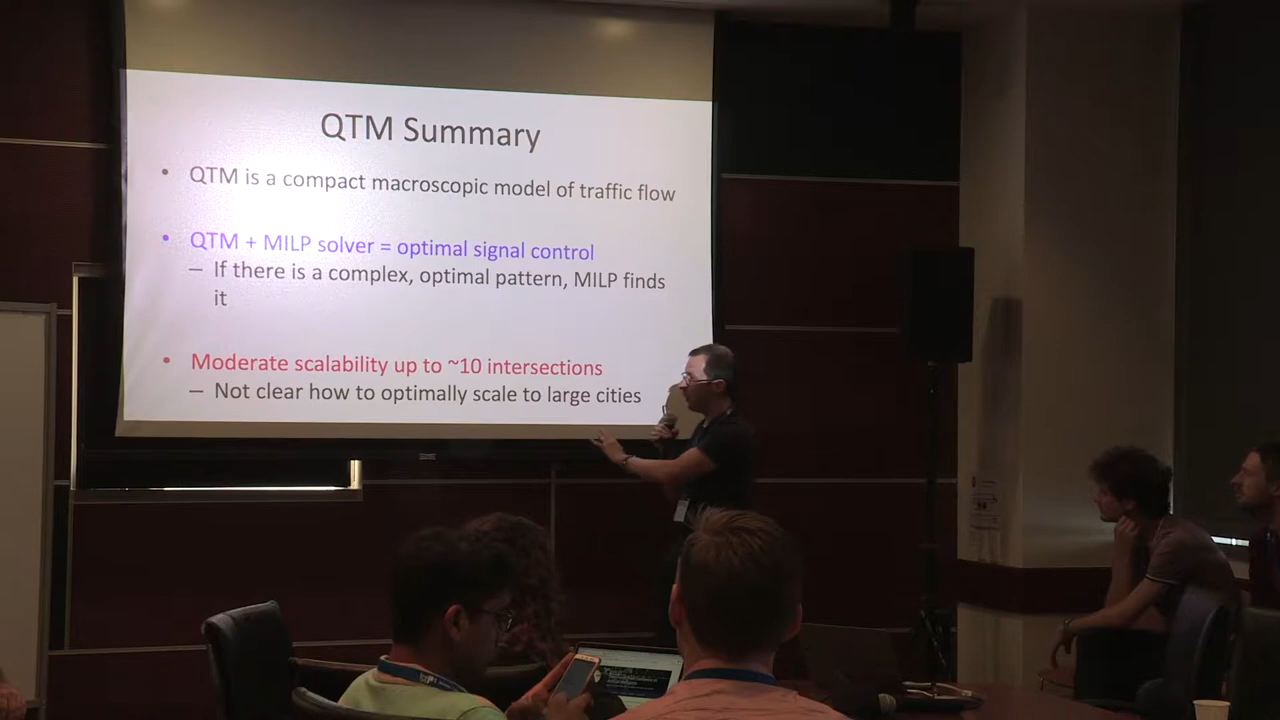 QTM Summary
• QTM is a compact macroscopic model of traffic flow
• QTM + MILP solver = optimal signal control
– If there is a complex, optimal pattern, MILP finds
it
• Moderate scalability up to ~10 intersections
– Not clear how to optimally scale to large cities